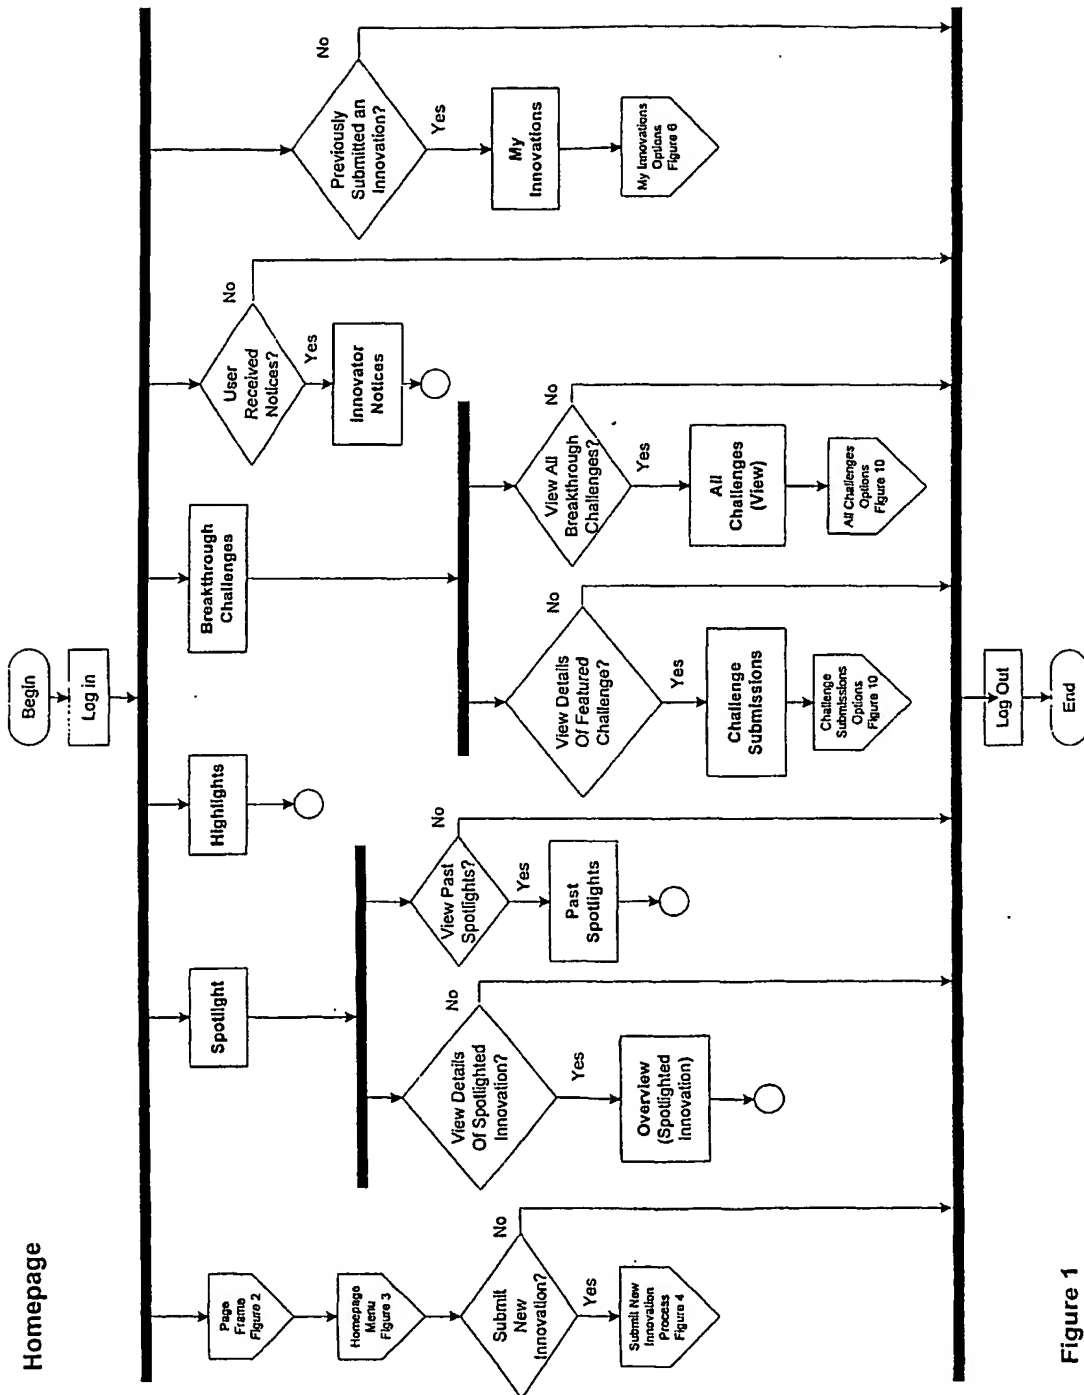 Homepage
Begin
Log in
Page
Frame
Figure 2
Homepage
Menu
Figure 3
Submit
New
Innovation?
No
Yes
Submit New
Innovation
Process
Figure 4
Spotlight
View Details
Of Spotlighted
Innovation?
No
Yes
Overview
(Spotlighted
Innovation)
View Past
Spotlights?
No
Yes
Past
Spotlights
Highlights
Breakthrough
Challenges
View Details
Of Featured
Challenge?
No
Yes
Challenge
Submissions
Challenge
Submissions
Options
Figure 10
View All
Breakthrough
Challenges?
No
Yes
All
Challenges
(View)
All Challenges
Options
Figure 10
User
Received
Notices?
No
Yes
Innovator
Notices
Previously
Submitted an
Innovation?
No
Yes
My
Innovations
My Innovations
Options
Figure 6
Log Out
End
Figure 1